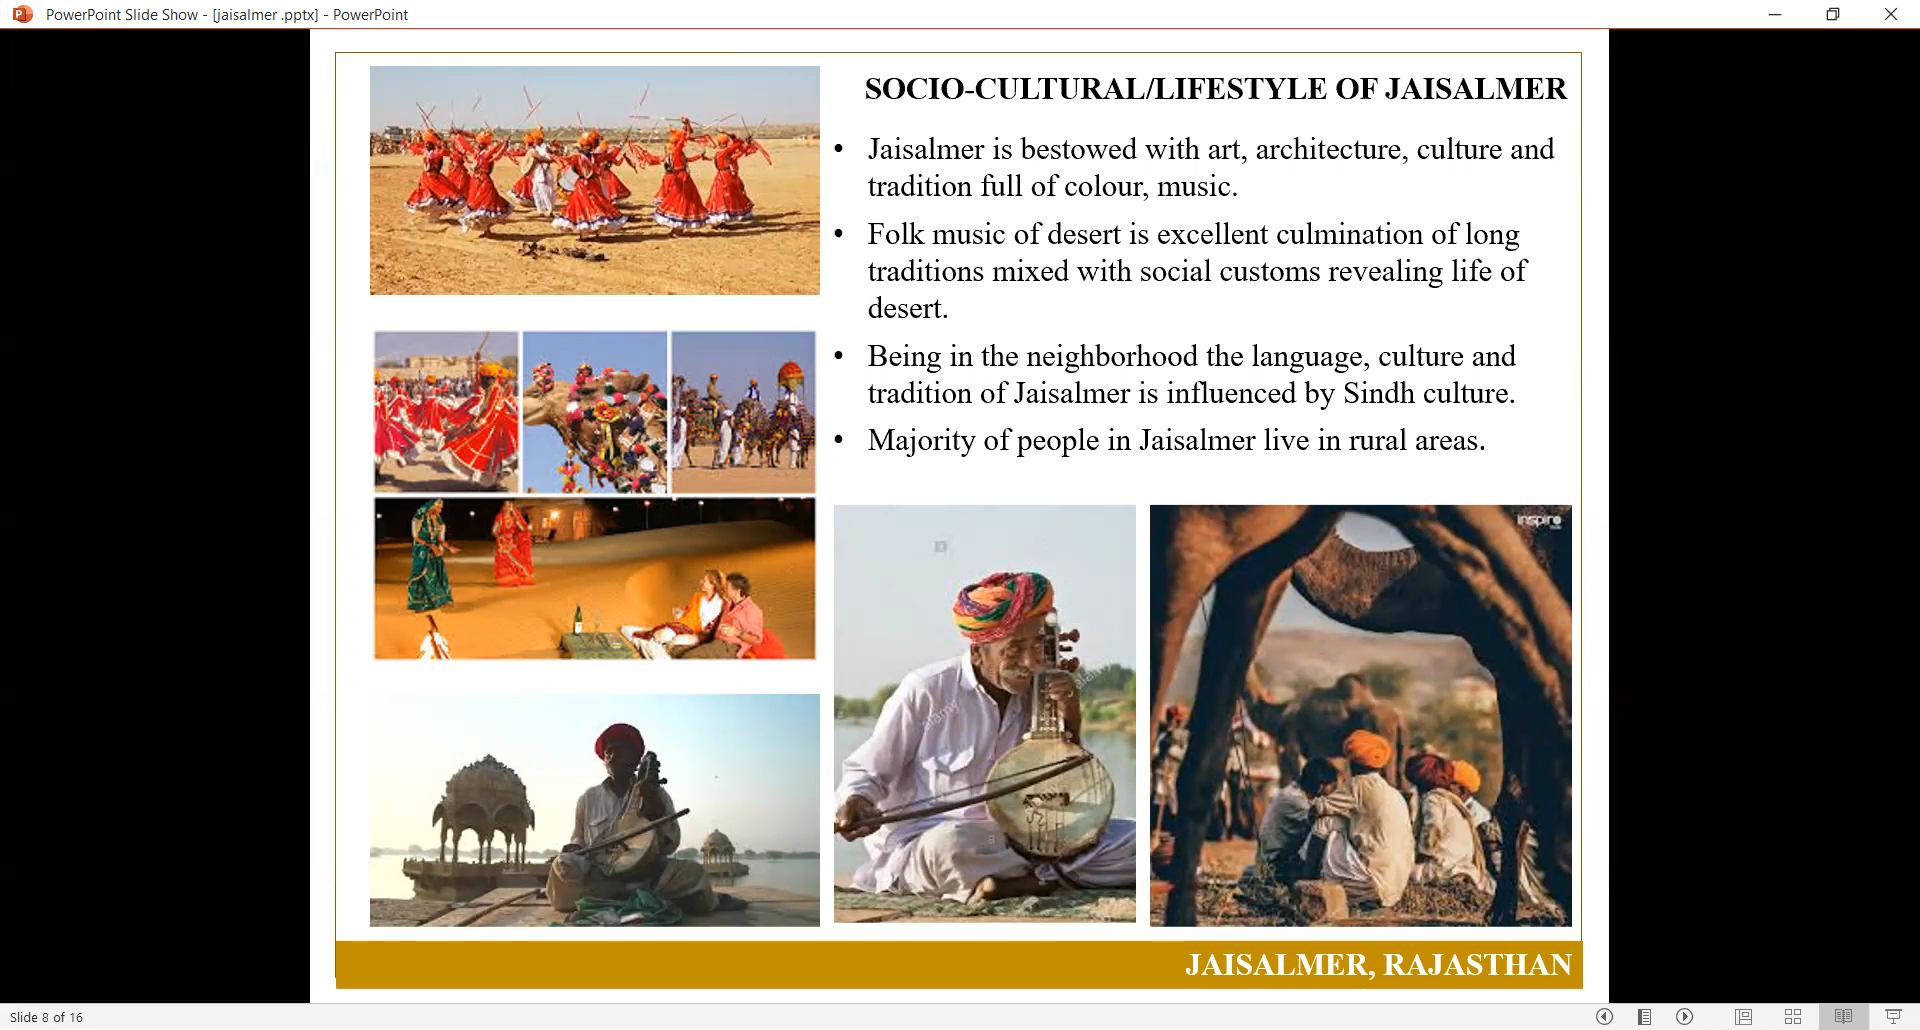 PowerPoint Slide Show - [jaisalmer .pptx] - PowerPoint
SOCIO-CULTURAL/LIFESTYLE OF JAISALMER
• Jaisalmer is bestowed with art, architecture, culture and
tradition full of colour, music.
• Folk music of desert is excellent culmination of long
traditions mixed with social customs revealing life of
desert.
• Being in the neighborhood the language, culture and
tradition of Jaisalmer is influenced by Sindh culture.
• Majority of people in Jaisalmer live in rural areas.
inspiro
alamy
alamy
JAISALMER, RAJASTHAN
Slide 8 of 16